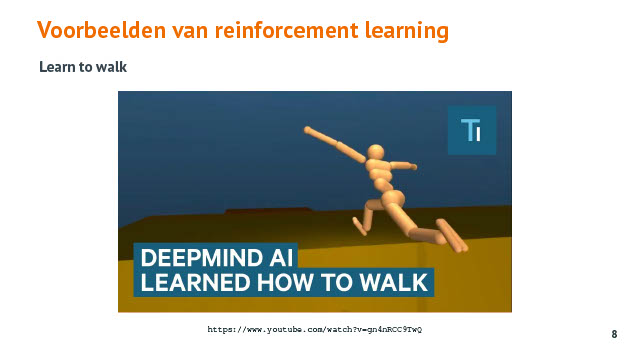 Voorbeelden van reinforcement learning
Learn to walk
TI
DEEPMIND AI
LEARNED HOW TO WALK
https://www.youtube.com/watch?v=gn4nRCC9TwQ
8